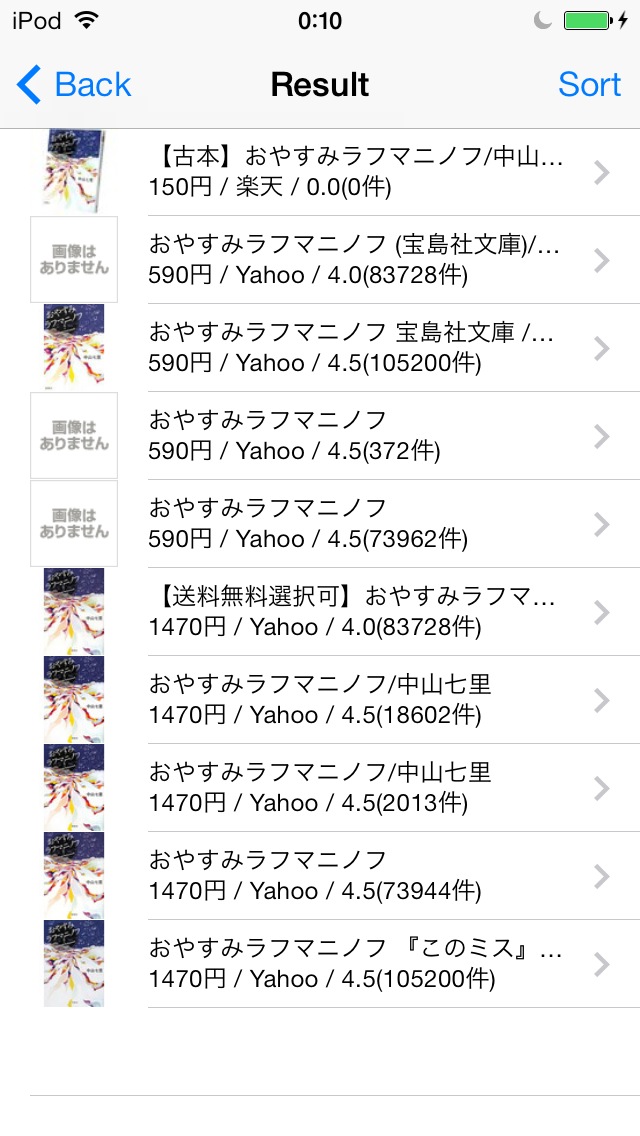 iPod 0:10
Back Result Sort
【古本】おやすみラフマニノフ/中山…
150円 / 楽天 / 0.0(0件)
画像は
ありません
おやすみラフマニノフ (宝島社文庫)/…
590円 / Yahoo / 4.0(83728件)
おやすみラフマニノフ 宝島社文庫 /…
590円 / Yahoo / 4.5(105200件)
画像は
ありません
おやすみラフマニノフ
590円 / Yahoo / 4.5(372件)
画像は
ありません
おやすみラフマニノフ
590円 / Yahoo / 4.5(73962件)
【送料無料選択可】おやすみラフマ…
1470円 / Yahoo / 4.0(83728件)
おやすみラフマニノフ/中山七里
1470円 / Yahoo / 4.5(18602件)
おやすみラフマニノフ/中山七里
1470円 / Yahoo / 4.5(2013件)
おやすみラフマニノフ
1470円 / Yahoo / 4.5(73944件)
おやすみラフマニノフ 『このミス』…
1470円 / Yahoo / 4.5(105200件)